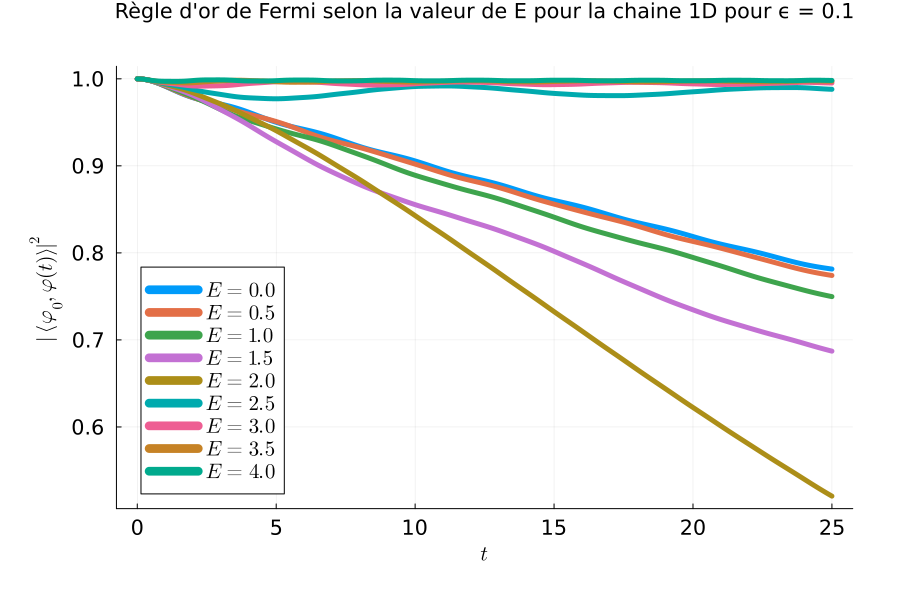 Règle d'or de Fermi selon la valeur de E pour la chaine 1D pour ϵ = 0.1
|⟨φ₀, φ(t)⟩|²
1.0
0.9
0.8
0.7
0.6
E = 0.0
E = 0.5
E = 1.0
E = 1.5
E = 2.0
E = 2.5
E = 3.0
E = 3.5
E = 4.0
0 5 10 15 20 25
t